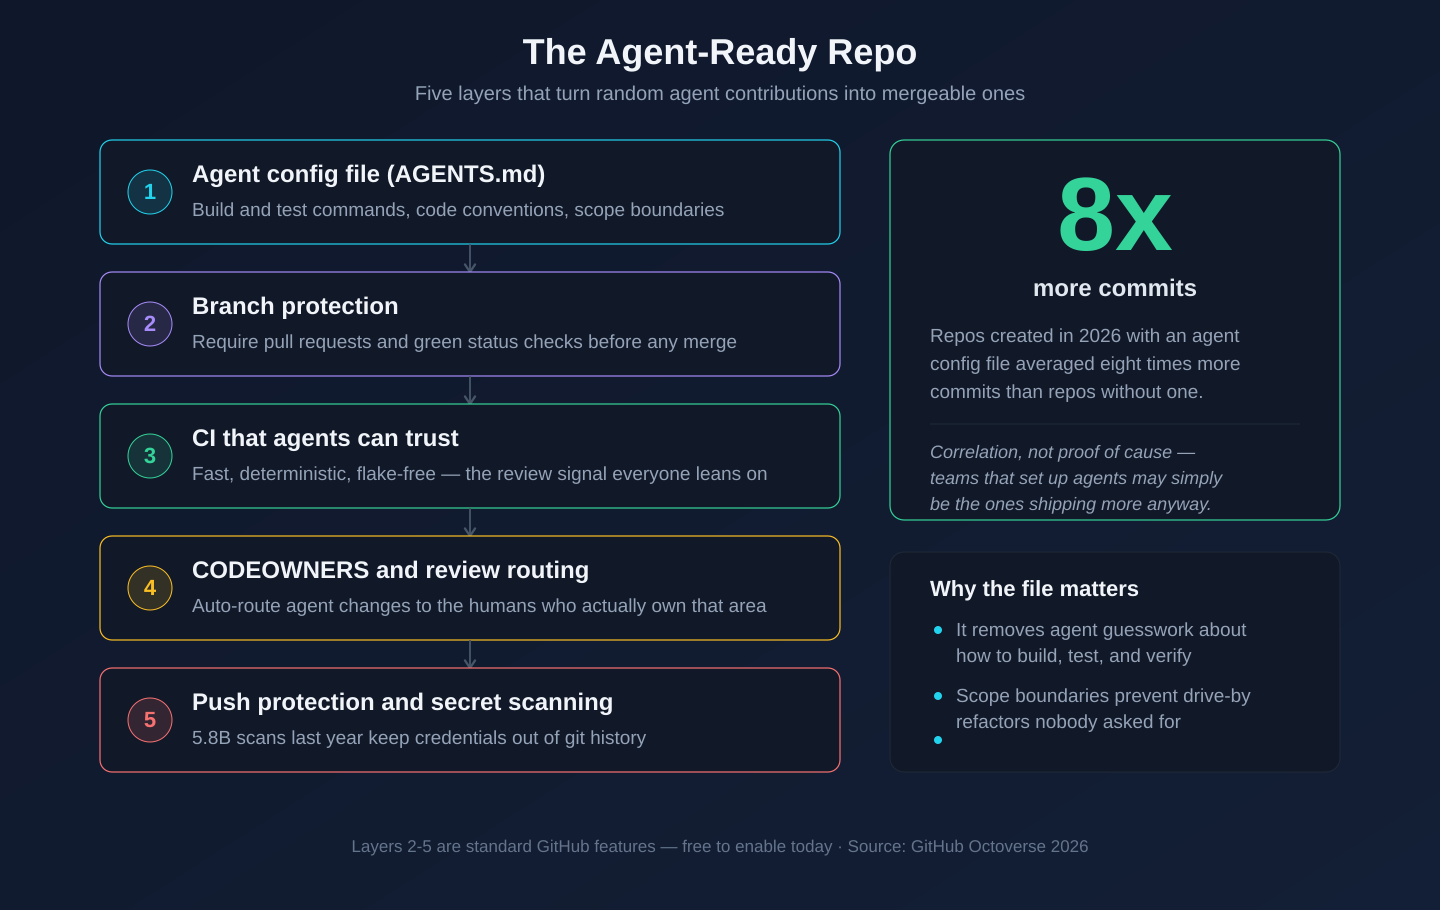 The Agent-Ready Repo
Five layers that turn random agent contributions into mergeable ones
1
Agent config file (AGENTS.md)
Build and test commands, code conventions, scope boundaries
2
Branch protection
Require pull requests and green status checks before any merge
3
CI that agents can trust
Fast, deterministic, flake-free — the review signal everyone leans on
4
CODEOWNERS and review routing
Auto-route agent changes to the humans who actually own that area
5
Push protection and secret scanning
5.8B scans last year keep credentials out of git history
8x
more commits
Repos created in 2026 with an agent
config file averaged eight times more
commits than repos without one.
Correlation, not proof of cause —
teams that set up agents may simply
be the ones shipping more anyway.
Why the file matters
It removes agent guesswork about
how to build, test, and verify
Scope boundaries prevent drive-by
refactors nobody asked for
Layers 2-5 are standard GitHub features — free to enable today · Source: GitHub Octoverse 2026